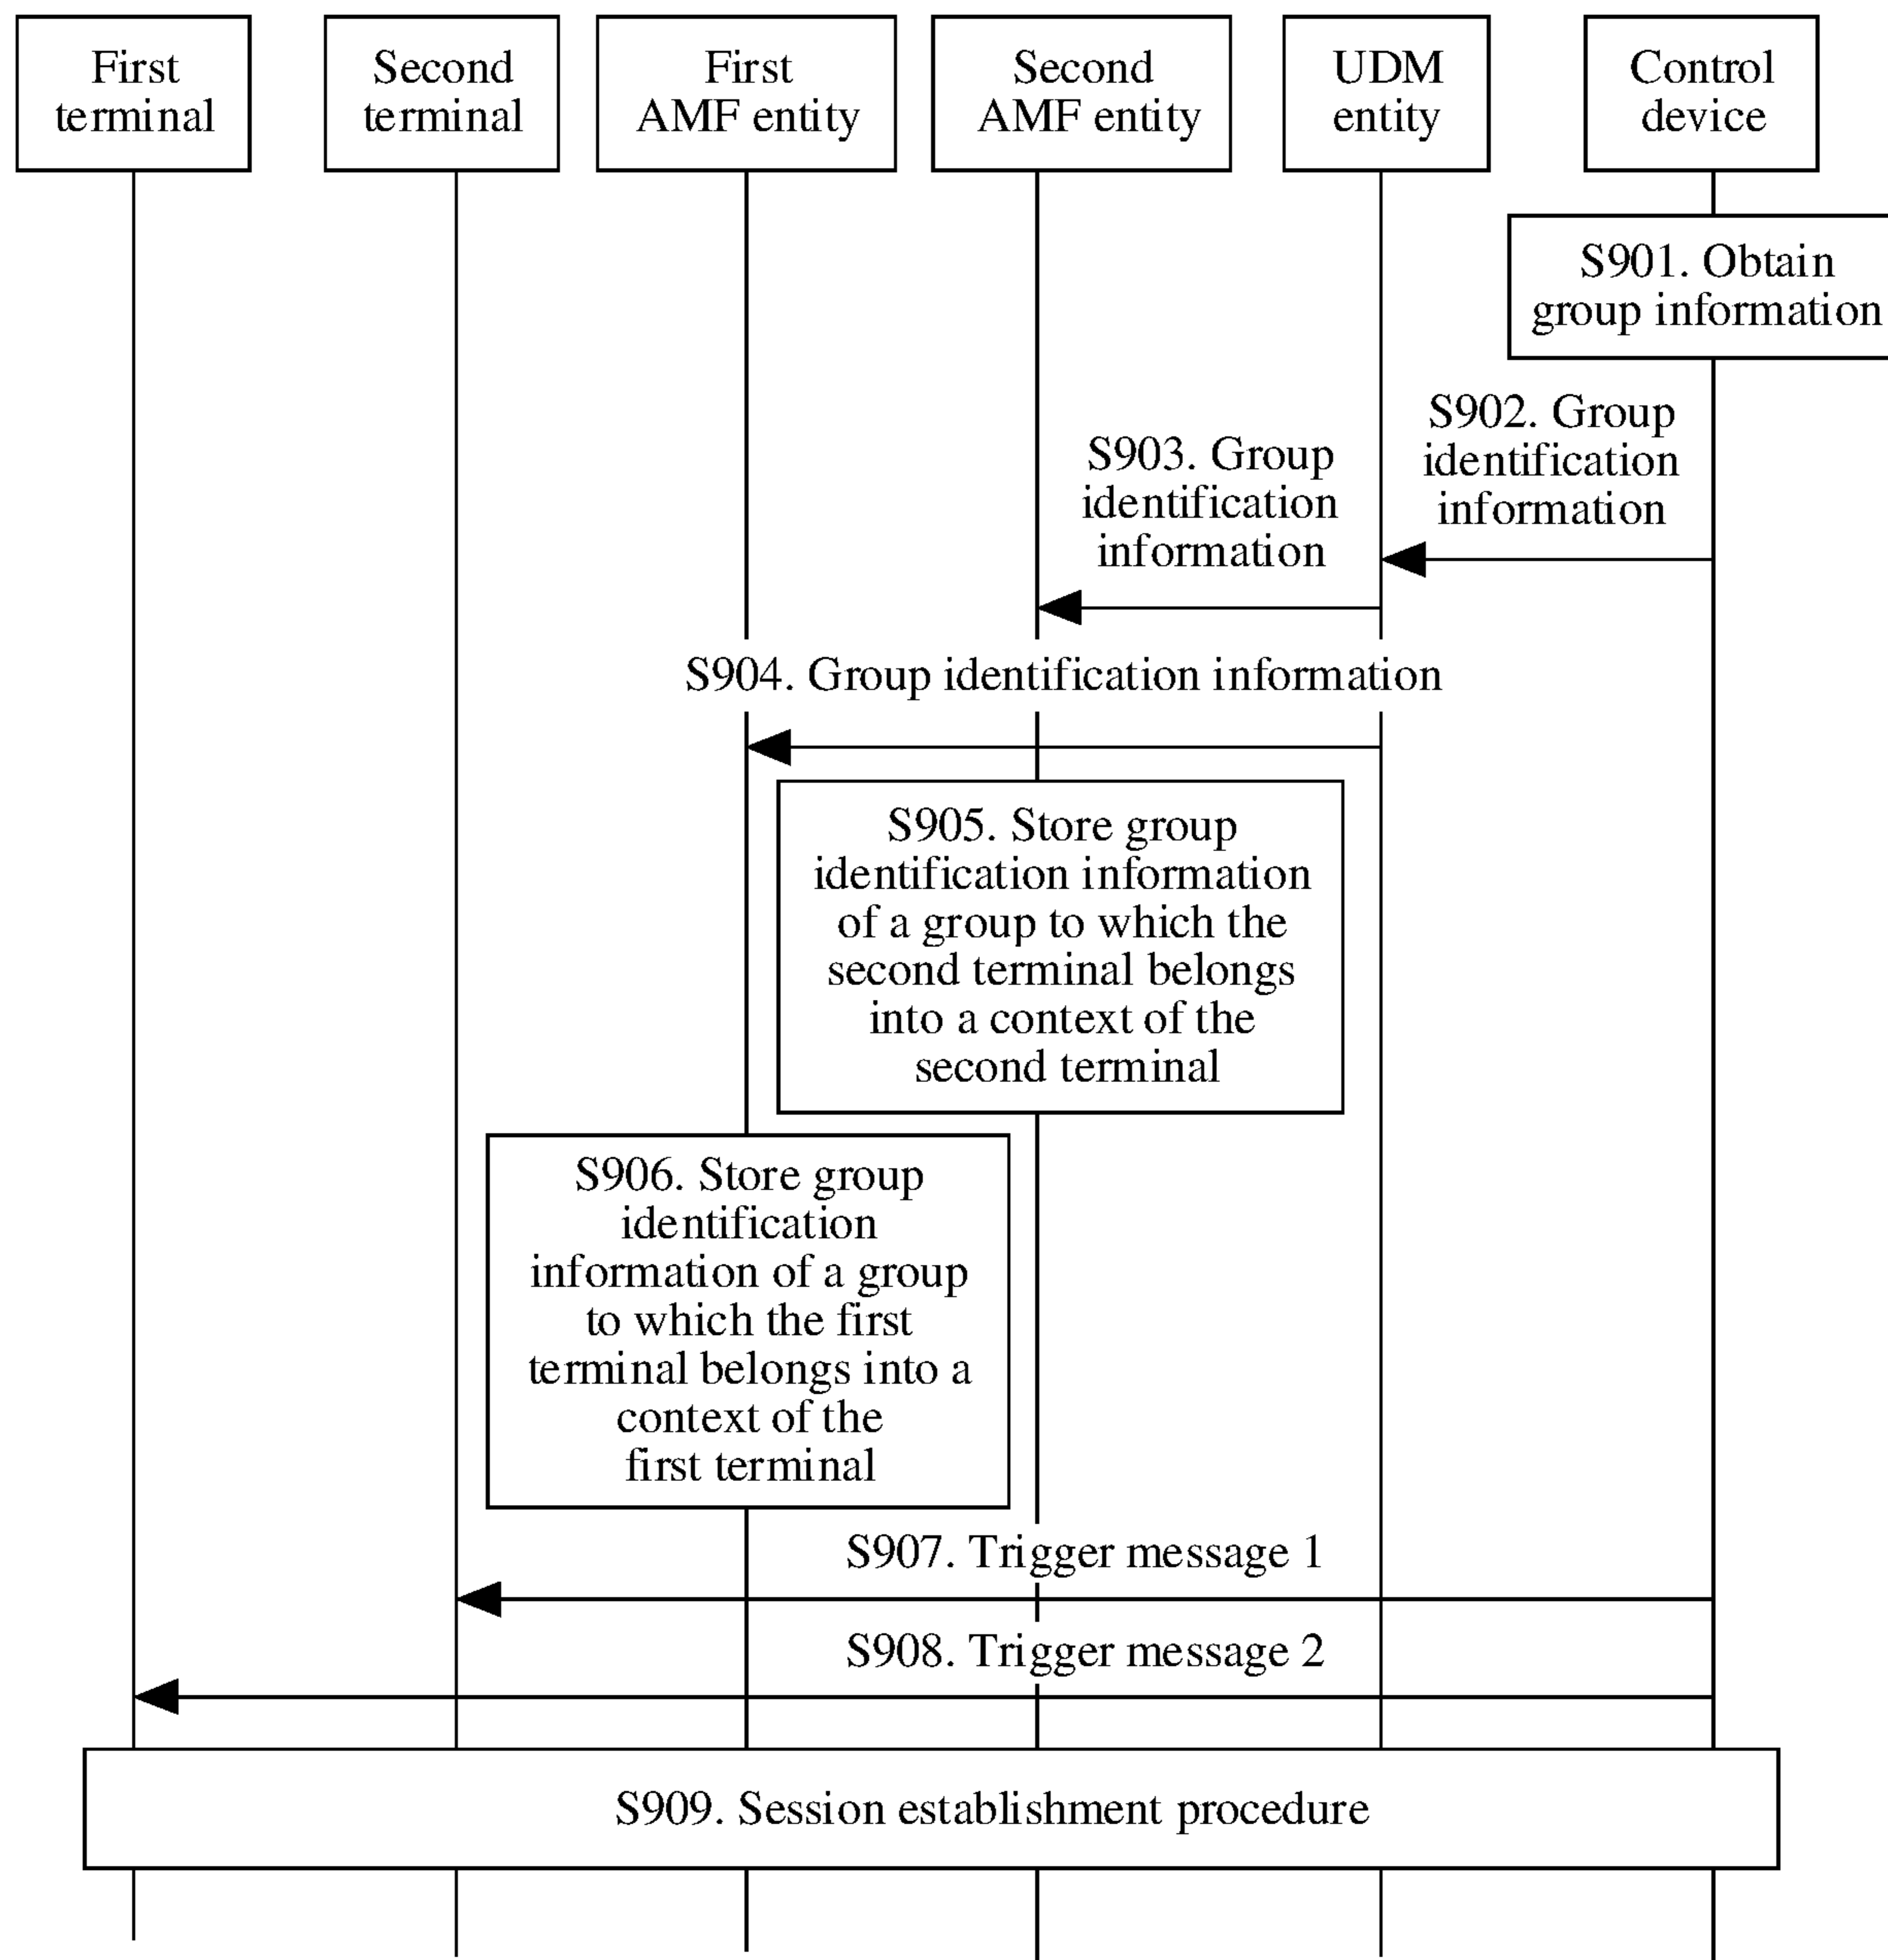 First
terminal
Second
terminal
First
AMF entity
Second
AMF entity
UDM
entity
Control
device
S901. Obtain
group information
S902. Group
identification
information
S903. Group
identification
information
S904. Group identification information
S905. Store group
identification information
of a group to which the
second terminal belongs
into a context of the
second terminal
S906. Store group
identification
information of a group
to which the first
terminal belongs into a
context of the
first terminal
S907. Trigger message 1
S908. Trigger message 2
S909. Session establishment procedure